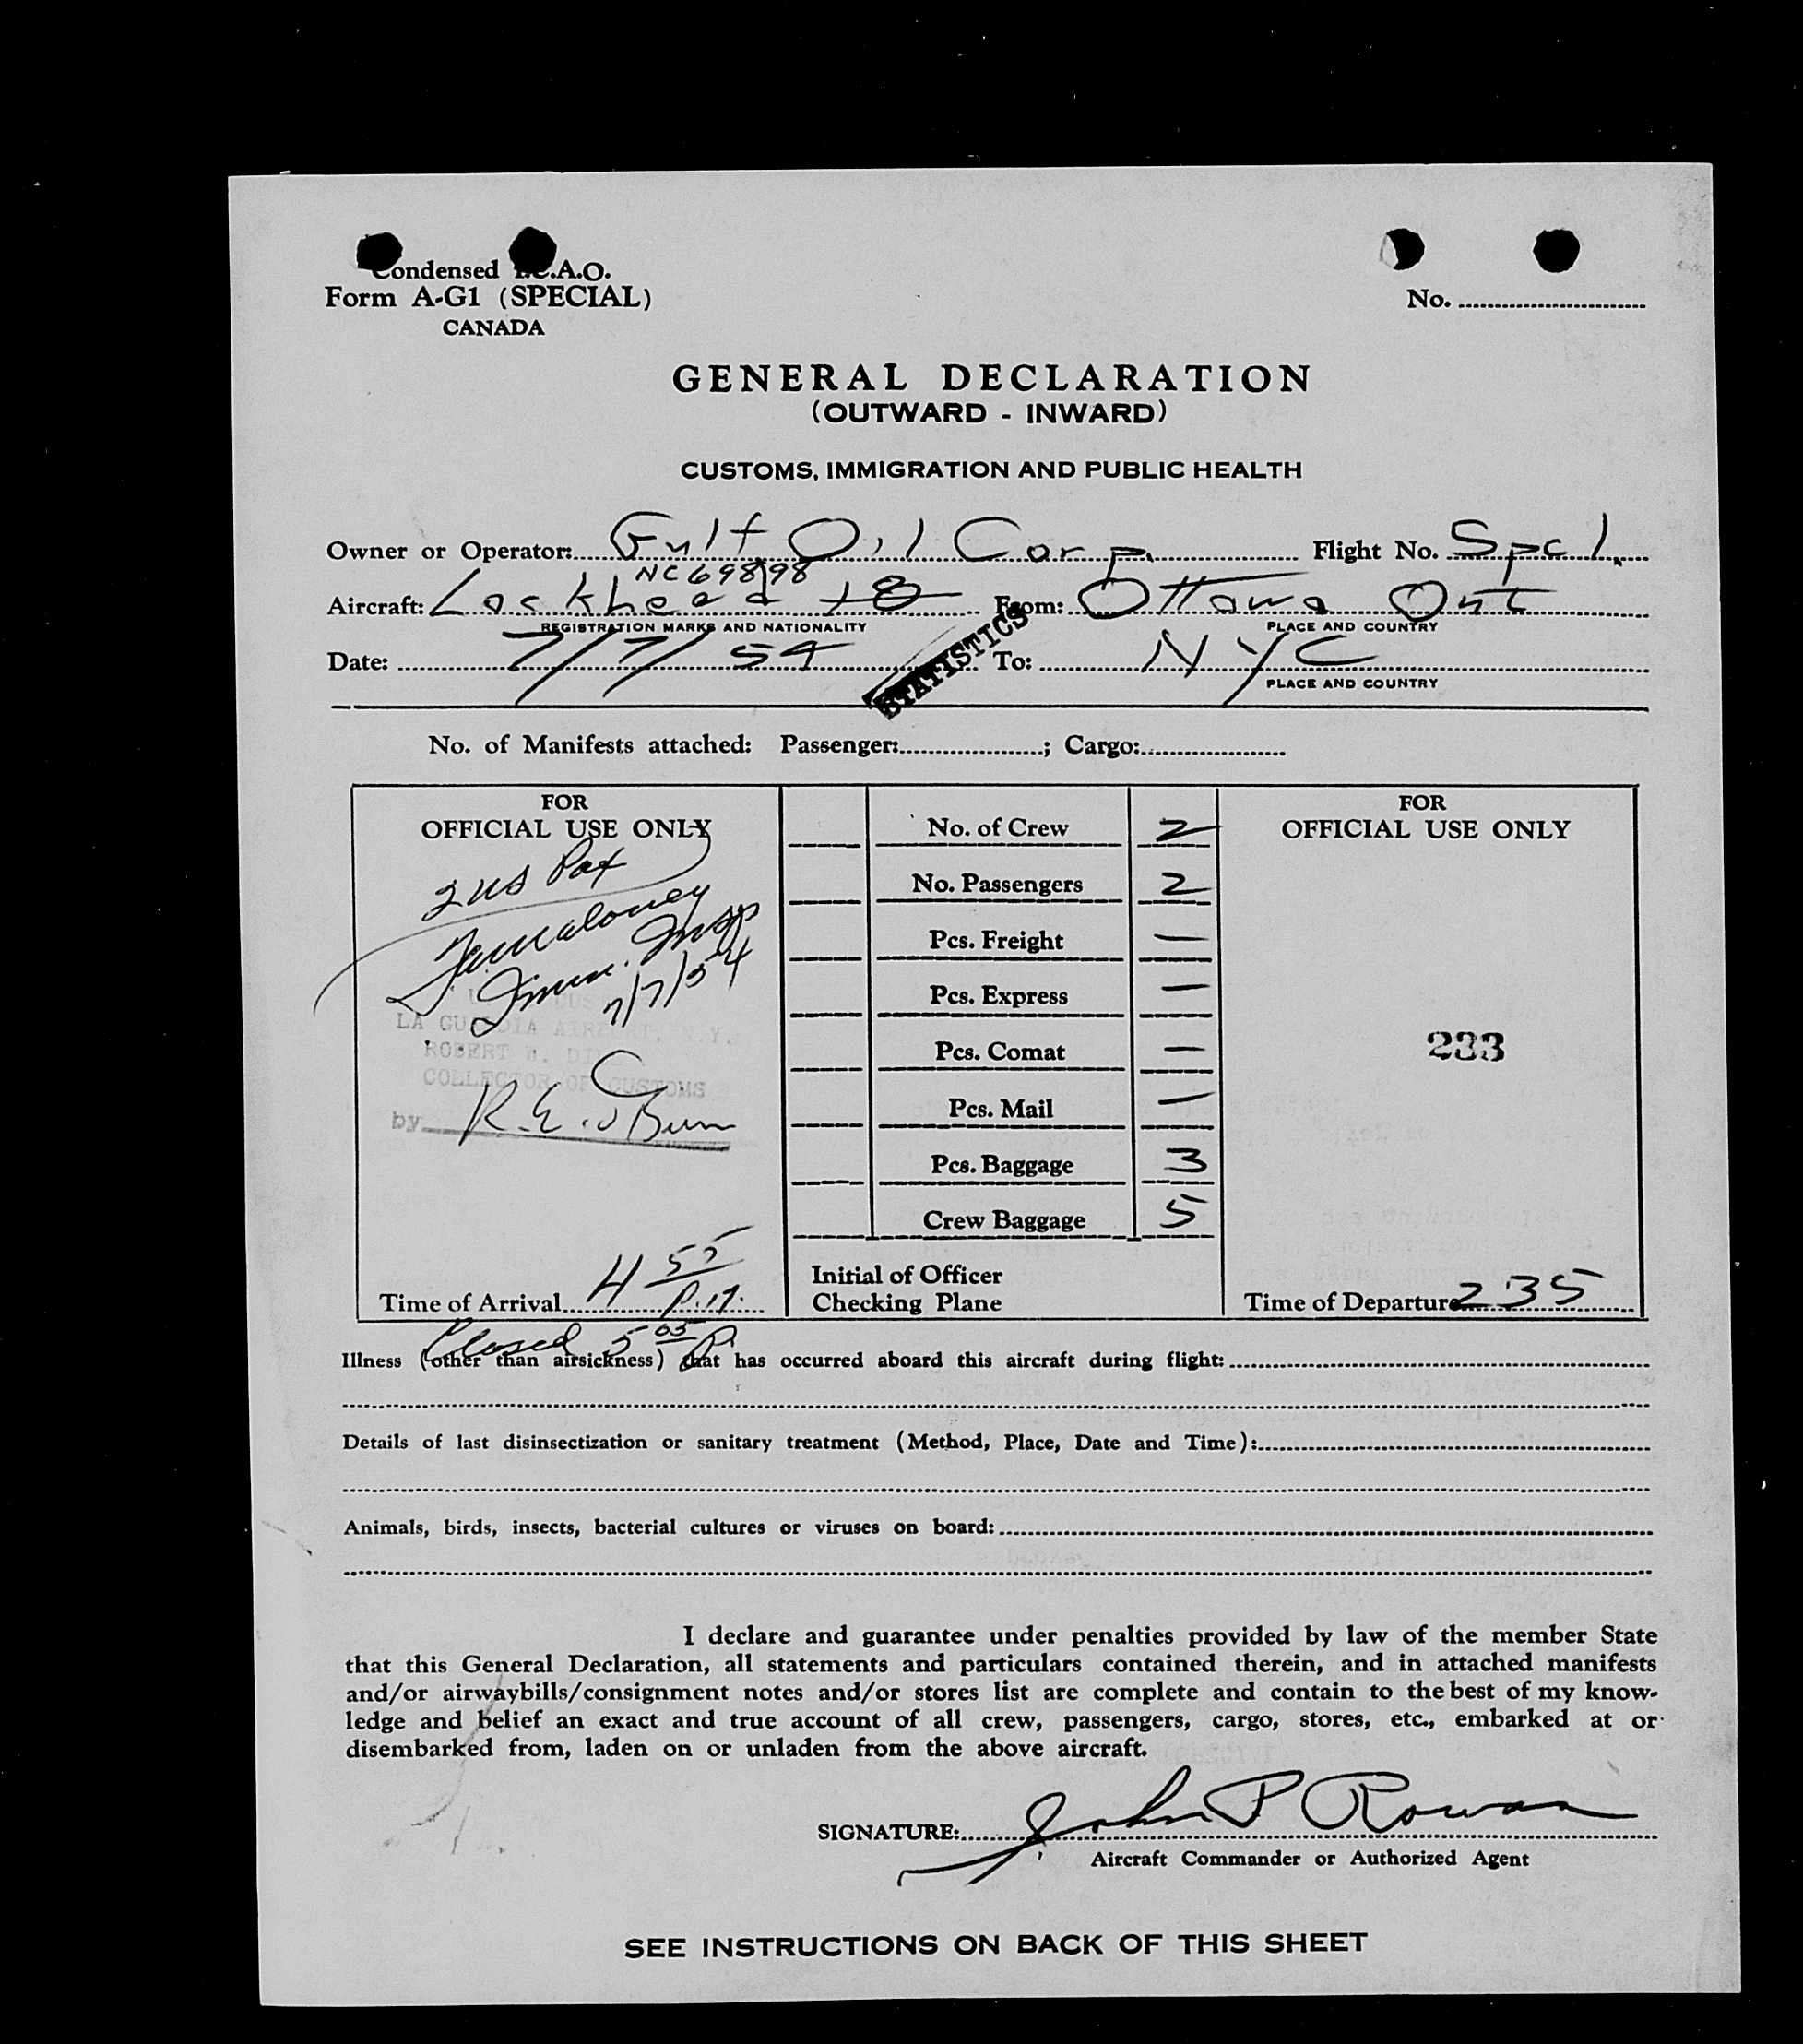 Condensed I.C.A.O.
Form A-G1 (SPECIAL)
CANADA
No.
GENERAL DECLARATION
(OUTWARD - INWARD)
CUSTOMS, IMMIGRATION AND PUBLIC HEALTH
Owner or Operator: Gulf Oil Corp. Flight No. Spcl.
NC69898
Aircraft: Lockheed 18 From: Ottawa Ont
REGISTRATION MARKS AND NATIONALITY PLACE AND COUNTRY
STATISTICS
Date: 7/7/54 To: NYC
PLACE AND COUNTRY
No. of Manifests attached: Passenger: ; Cargo:
FOR
OFFICIAL USE ONLY
2 US Pax
Immi. Insp
7/7/54
LA GUARDIA AIRPORT, N.Y.
ROBERT W.
COLLECTOR OF CUSTOMS
by R.E.
Time of Arrival 4 55 P.M.
Closed 5 05 P
No. of Crew 2
No. Passengers 2
Pcs. Freight —
Pcs. Express —
Pcs. Comat —
Pcs. Mail —
Pcs. Baggage 3
Crew Baggage 5
Initial of Officer
Checking Plane
FOR
OFFICIAL USE ONLY
233
Time of Departure 235
Illness (other than airsickness) that has occurred aboard this aircraft during flight:
Details of last disinsectization or sanitary treatment (Method, Place, Date and Time):
Animals, birds, insects, bacterial cultures or viruses on board:
I declare and guarantee under penalties provided by law of the member State
that this General Declaration, all statements and particulars contained therein, and in attached manifests
and/or airwaybills/consignment notes and/or stores list are complete and contain to the best of my know-
ledge and belief an exact and true account of all crew, passengers, cargo, stores, etc., embarked at or
disembarked from, laden on or unladen from the above aircraft.
SIGNATURE: John P Rowan
Aircraft Commander or Authorized Agent
SEE INSTRUCTIONS ON BACK OF THIS SHEET